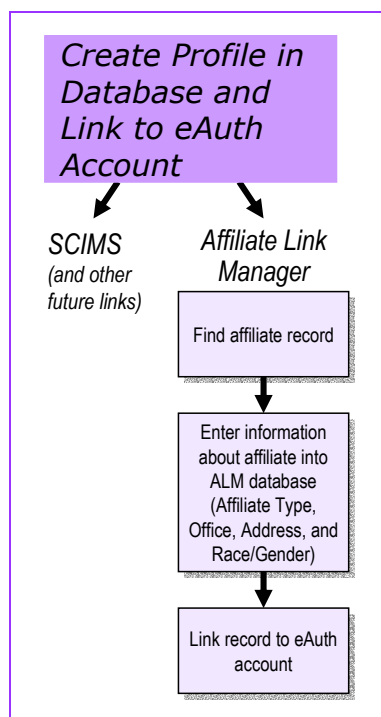 Create Profile in
Database and
Link to eAuth
Account
SCIMS
(and other
future links)
Affiliate Link
Manager
Find affiliate record
Enter information
about affiliate into
ALM database
(Affiliate Type,
Office, Address, and
Race/Gender)
Link record to eAuth
account